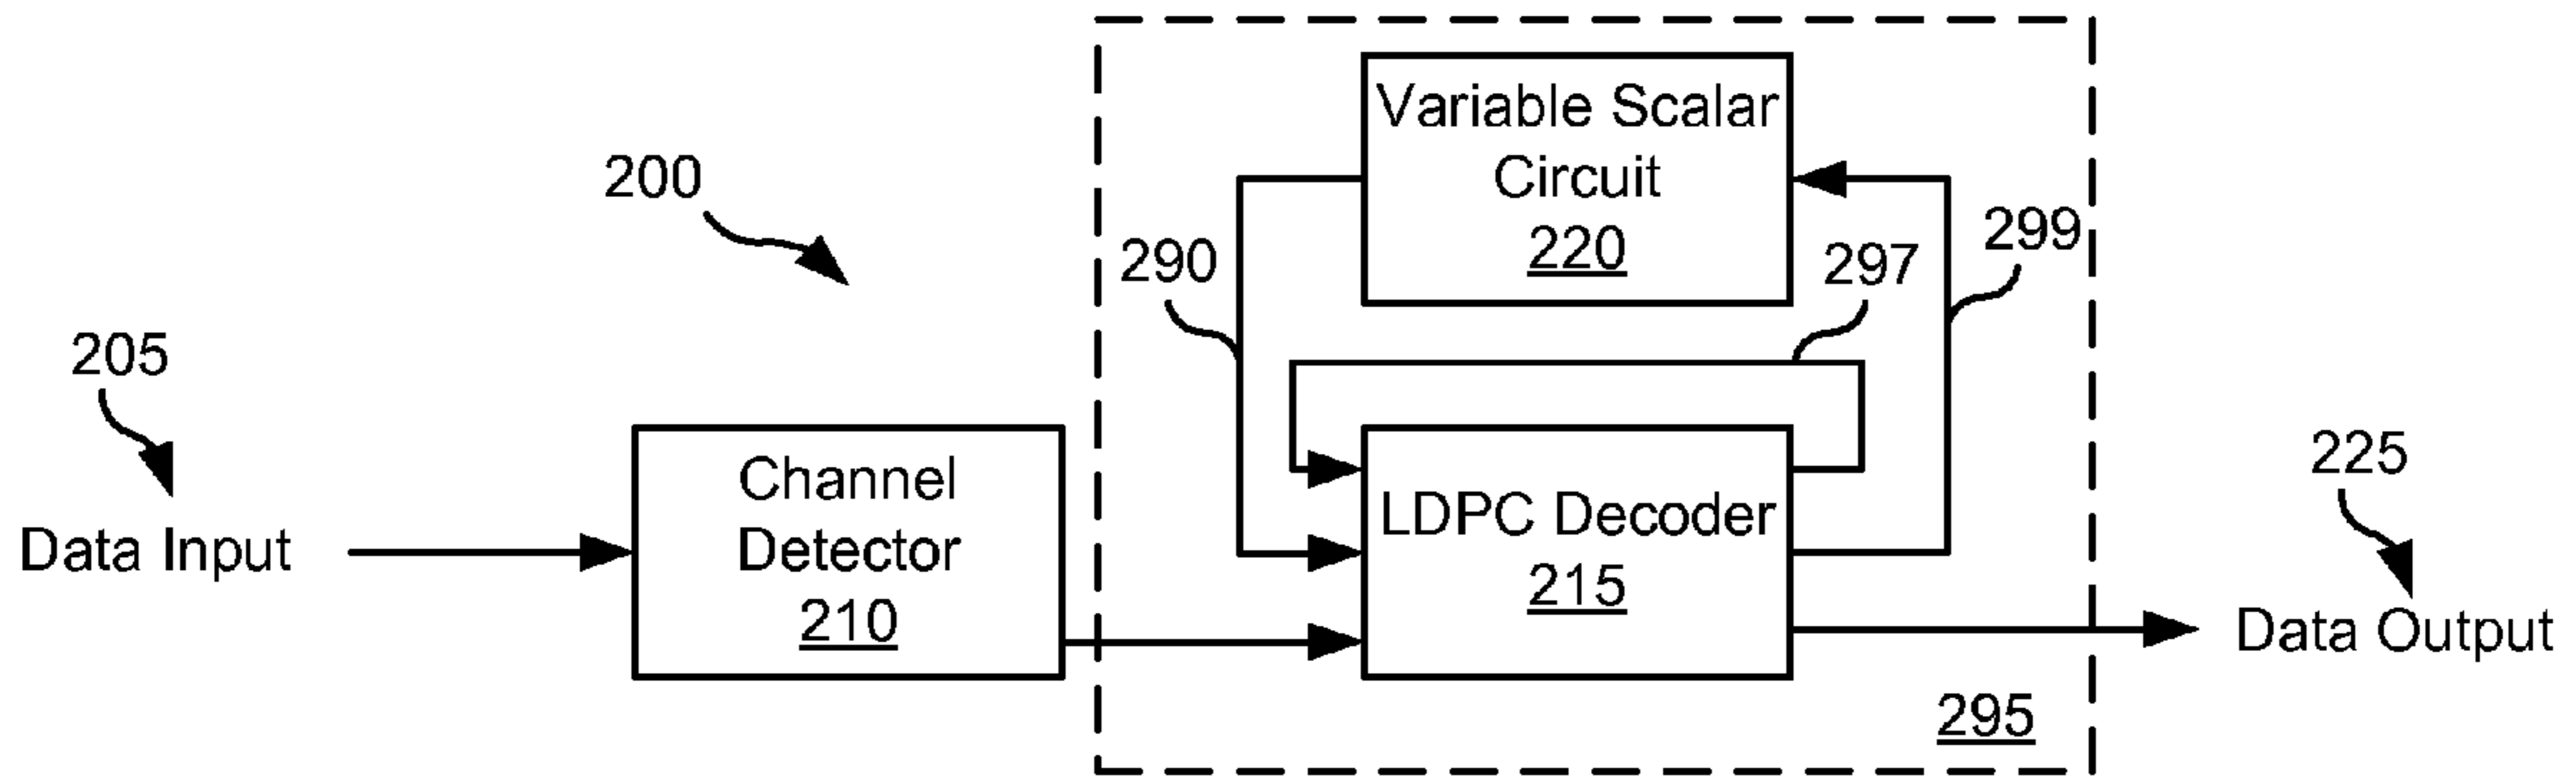 200
205
Data Input
Channel
Detector
210
Variable Scalar
Circuit
220
290
297
299
LDPC Decoder
215
295
225
Data Output